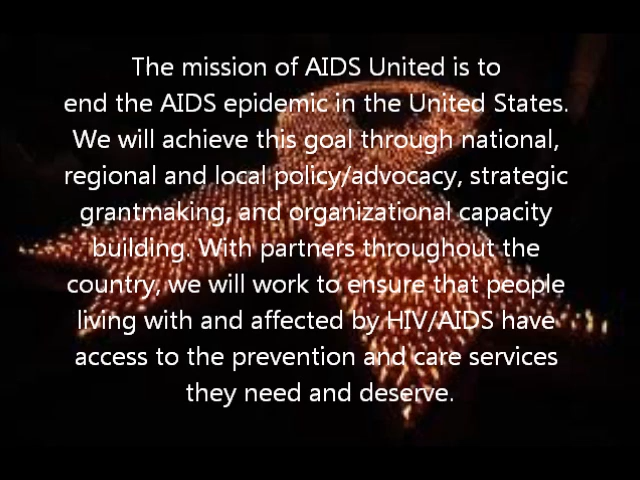 The mission of AIDS United is to
end the AIDS epidemic in the United States.
We will achieve this goal through national,
regional and local policy/advocacy, strategic
grantmaking, and organizational capacity
building. With partners throughout the
country, we will work to ensure that people
living with and affected by HIV/AIDS have
access to the prevention and care services
they need and deserve.